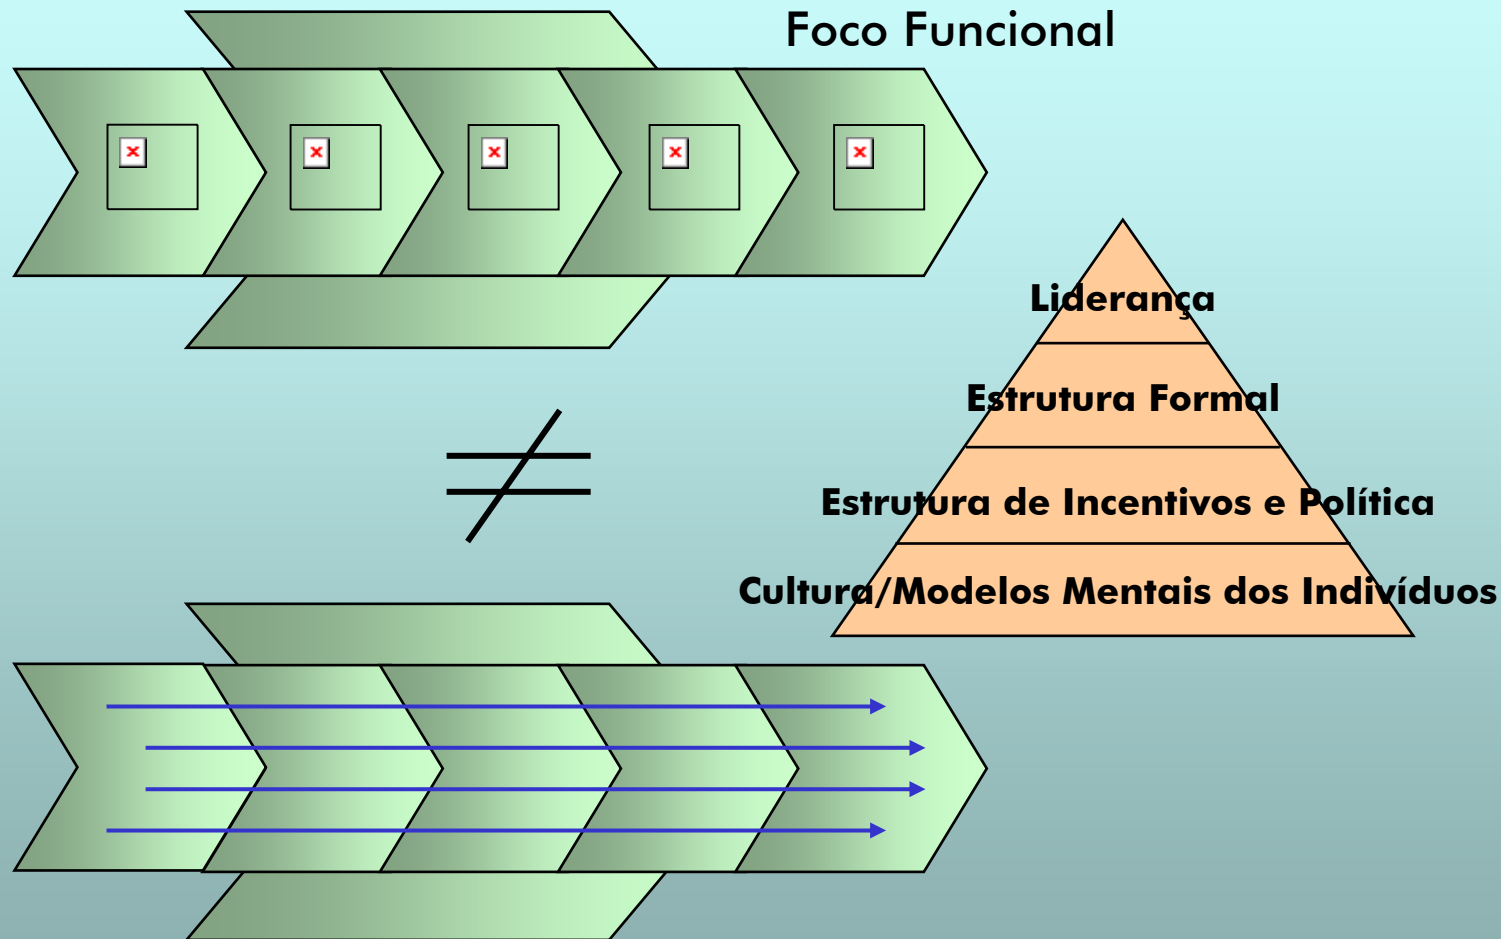 Foco Funcional
Liderança
Estrutura Formal
Estrutura de Incentivos e Política
Cultura/Modelos Mentais dos Indivíduos